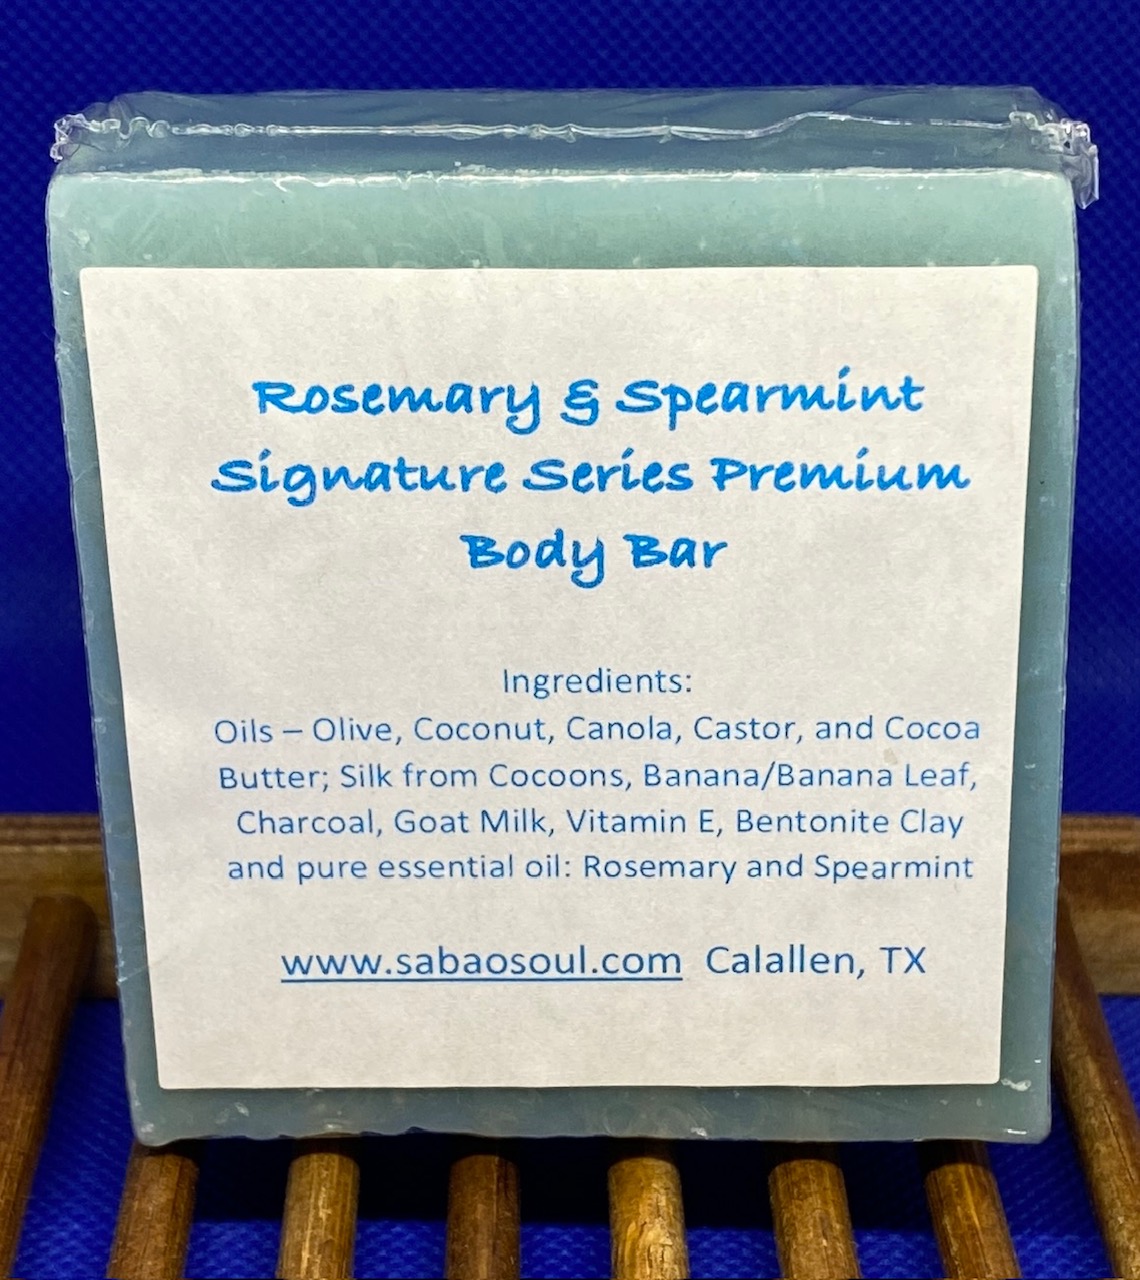 Rosemary & Spearmint
Signature Series Premium
Body Bar
Ingredients:
Oils – Olive, Coconut, Canola, Castor, and Cocoa
Butter; Silk from Cocoons, Banana/Banana Leaf,
Charcoal, Goat Milk, Vitamin E, Bentonite Clay
and pure essential oil: Rosemary and Spearmint
www.sabaosoul.com Calallen, TX